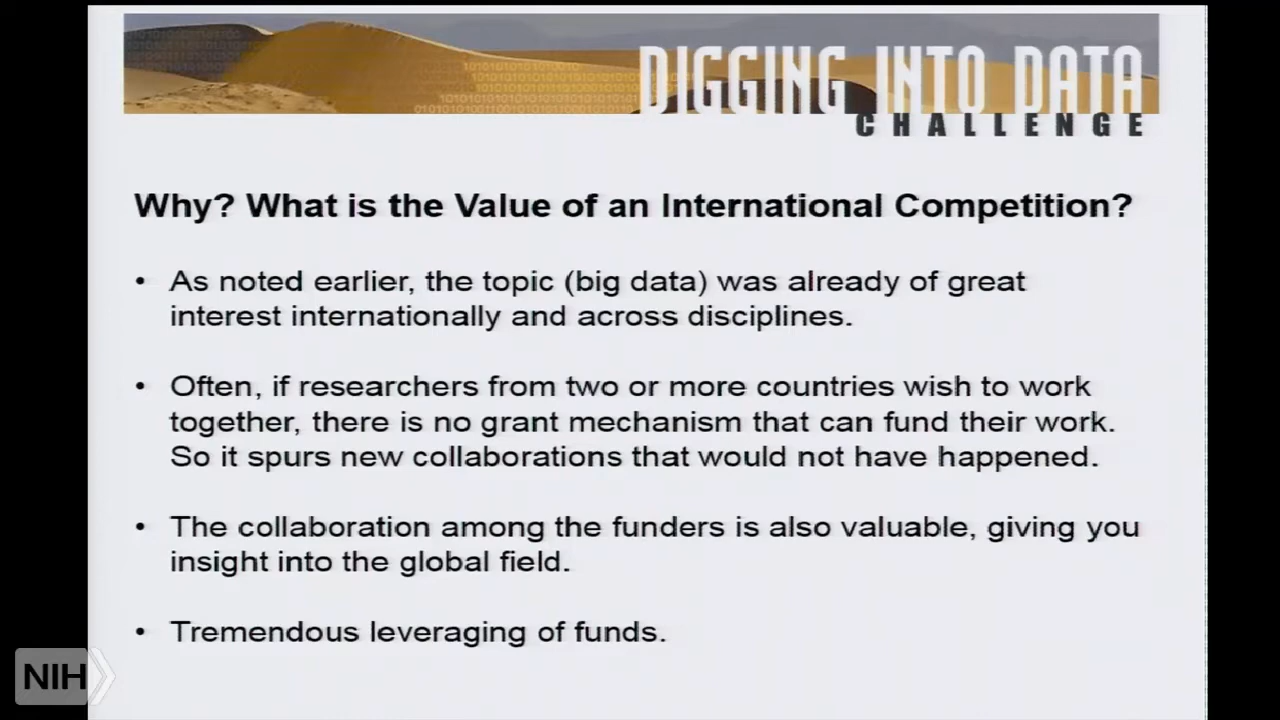 DIGGING INTO DATA
CHALLENGE
Why? What is the Value of an International Competition?
• As noted earlier, the topic (big data) was already of great
interest internationally and across disciplines.
• Often, if researchers from two or more countries wish to work
together, there is no grant mechanism that can fund their work.
So it spurs new collaborations that would not have happened.
• The collaboration among the funders is also valuable, giving you
insight into the global field.
• Tremendous leveraging of funds.
NIH